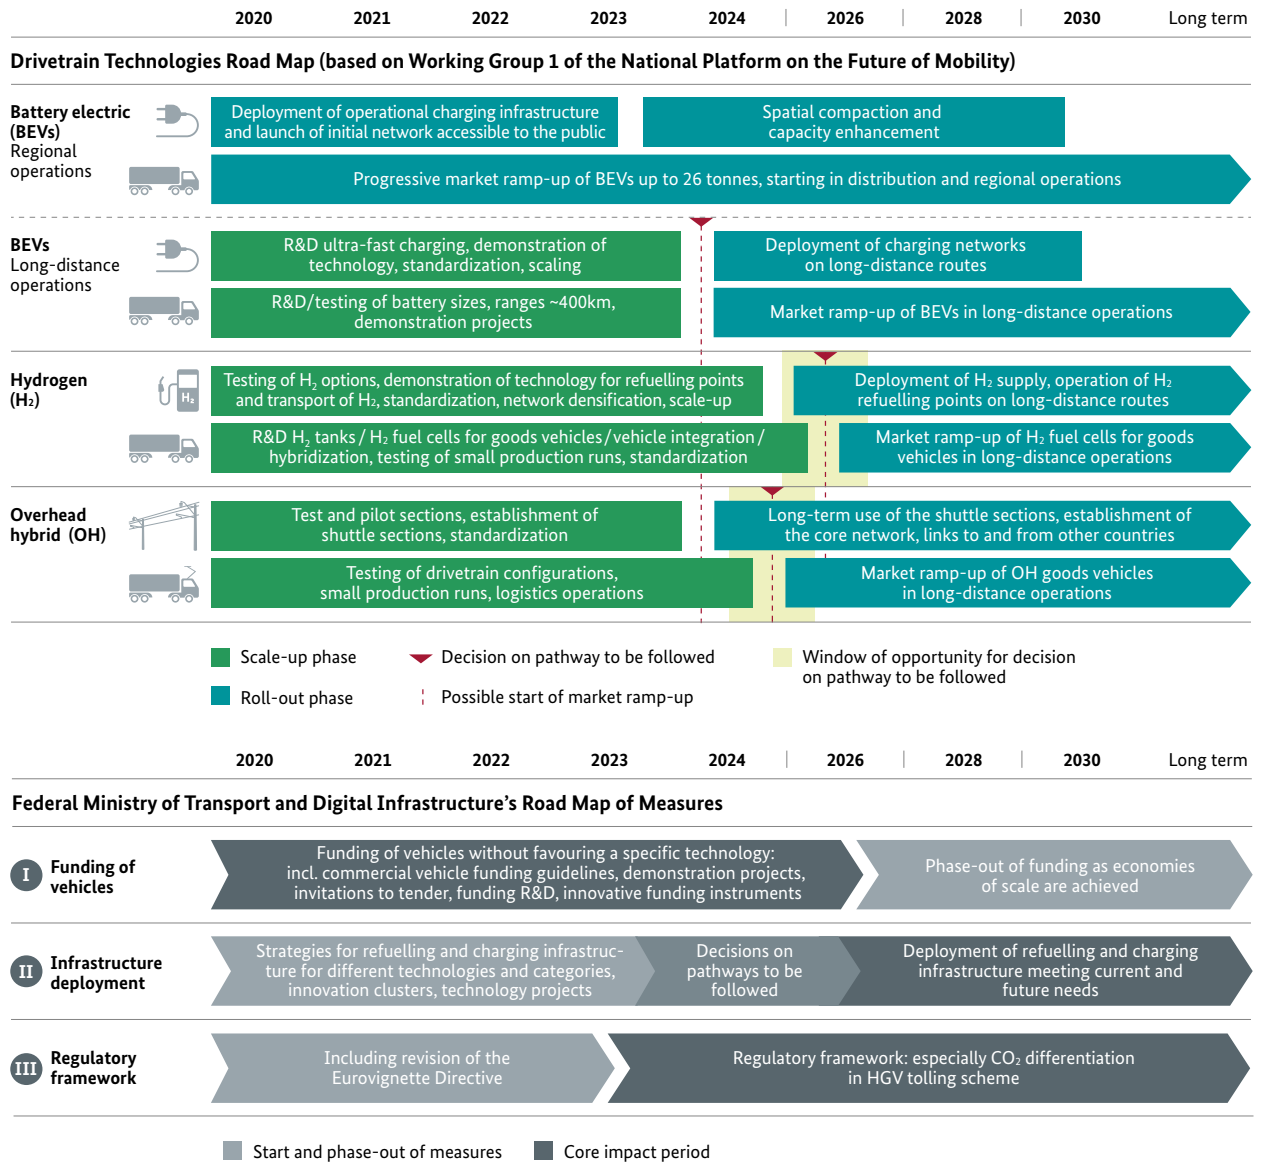 2020 2021 2022 2023 2024 | 2026 | 2028 | 2030 Long term
Drivetrain Technologies Road Map (based on Working Group 1 of the National Platform on the Future of Mobility)
Battery electric
(BEVs)
Regional
operations
Deployment of operational charging infrastructure
and launch of initial network accessible to the public
Spatial compaction and
capacity enhancement
Progressive market ramp-up of BEVs up to 26 tonnes, starting in distribution and regional operations
BEVs
Long-distance
operations
R&D ultra-fast charging, demonstration of
technology, standardization, scaling
Deployment of charging networks
on long-distance routes
R&D/testing of battery sizes, ranges ~400km,
demonstration projects
Market ramp-up of BEVs in long-distance operations
Hydrogen
(H₂)
H₂
Testing of H₂ options, demonstration of technology for refuelling points
and transport of H₂, standardization, network densification, scale-up
Deployment of H₂ supply, operation of H₂
refuelling points on long-distance routes
R&D H₂ tanks/H₂ fuel cells for goods vehicles/vehicle integration/
hybridization, testing of small production runs, standardization
Market ramp-up of H₂ fuel cells for goods
vehicles in long-distance operations
Overhead
hybrid (OH)
Test and pilot sections, establishment of
shuttle sections, standardization
Long-term use of the shuttle sections, establishment of
the core network, links to and from other countries
Testing of drivetrain configurations,
small production runs, logistics operations
Market ramp-up of OH goods vehicles
in long-distance operations
Scale-up phase
Decision on pathway to be followed
Window of opportunity for decision
on pathway to be followed
Roll-out phase
Possible start of market ramp-up
2020 2021 2022 2023 2024 | 2026 | 2028 | 2030 Long term
Federal Ministry of Transport and Digital Infrastructure's Road Map of Measures
I
Funding of
vehicles
Funding of vehicles without favouring a specific technology:
incl. commercial vehicle funding guidelines, demonstration projects,
invitations to tender, funding R&D, innovative funding instruments
Phase-out of funding as economies
of scale are achieved
II
Infrastructure
deployment
Strategies for refuelling and charging infrastruc-
ture for different technologies and categories,
innovation clusters, technology projects
Decisions on
pathways to be
followed
Deployment of refuelling and charging
infrastructure meeting current and
future needs
III
Regulatory
framework
Including revision of the
Eurovignette Directive
Regulatory framework: especially CO₂ differentiation
in HGV tolling scheme
Start and phase-out of measures
Core impact period